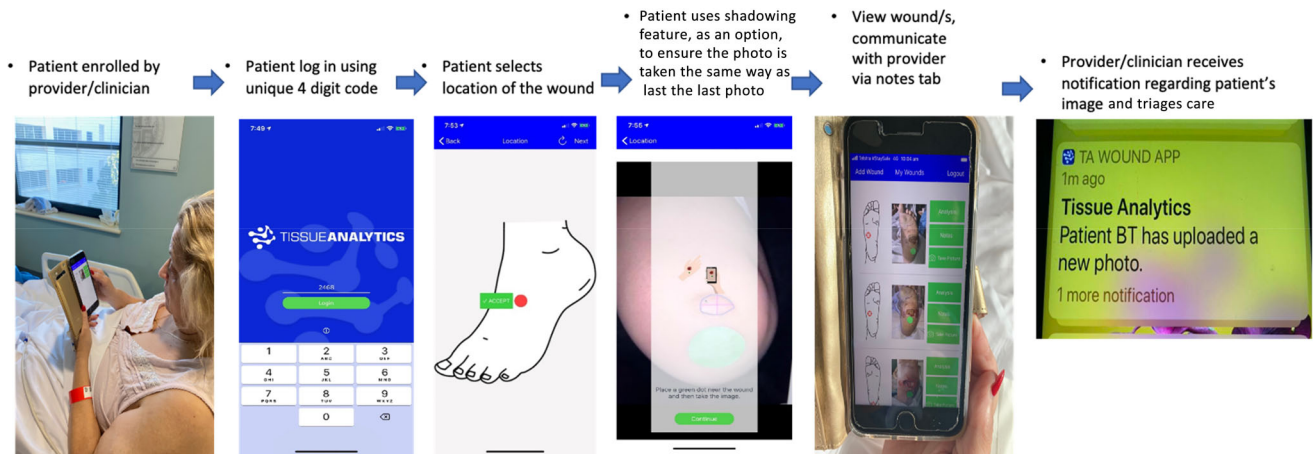 • Patient enrolled by
provider/clinician
• Patient log in using
unique 4 digit code
• Patient selects
location of the wound
• Patient uses shadowing
feature, as an option,
to ensure the photo is
taken the same way as
last the last photo
• View wound/s,
communicate
with provider
via notes tab
• Provider/clinician receives
notification regarding patient's
image and triages care
7:49
TISSUEANALYTICS
2468
Login
1
2 ABC
3 DEF
4 GHI
5 JKL
6 MNO
7 PQRS
8 TUV
9 WXYZ
0
7:53
Back Location Next
ACCEPT
7:55
Location
Place a green dot near the wound
and then take the image.
Continue
10:04 am
Add Wound My Wounds Logout
Analytics
Notes
Analytics
TA WOUND APP
1m ago
Tissue Analytics
Patient BT has uploaded a
new photo.
1 more notification